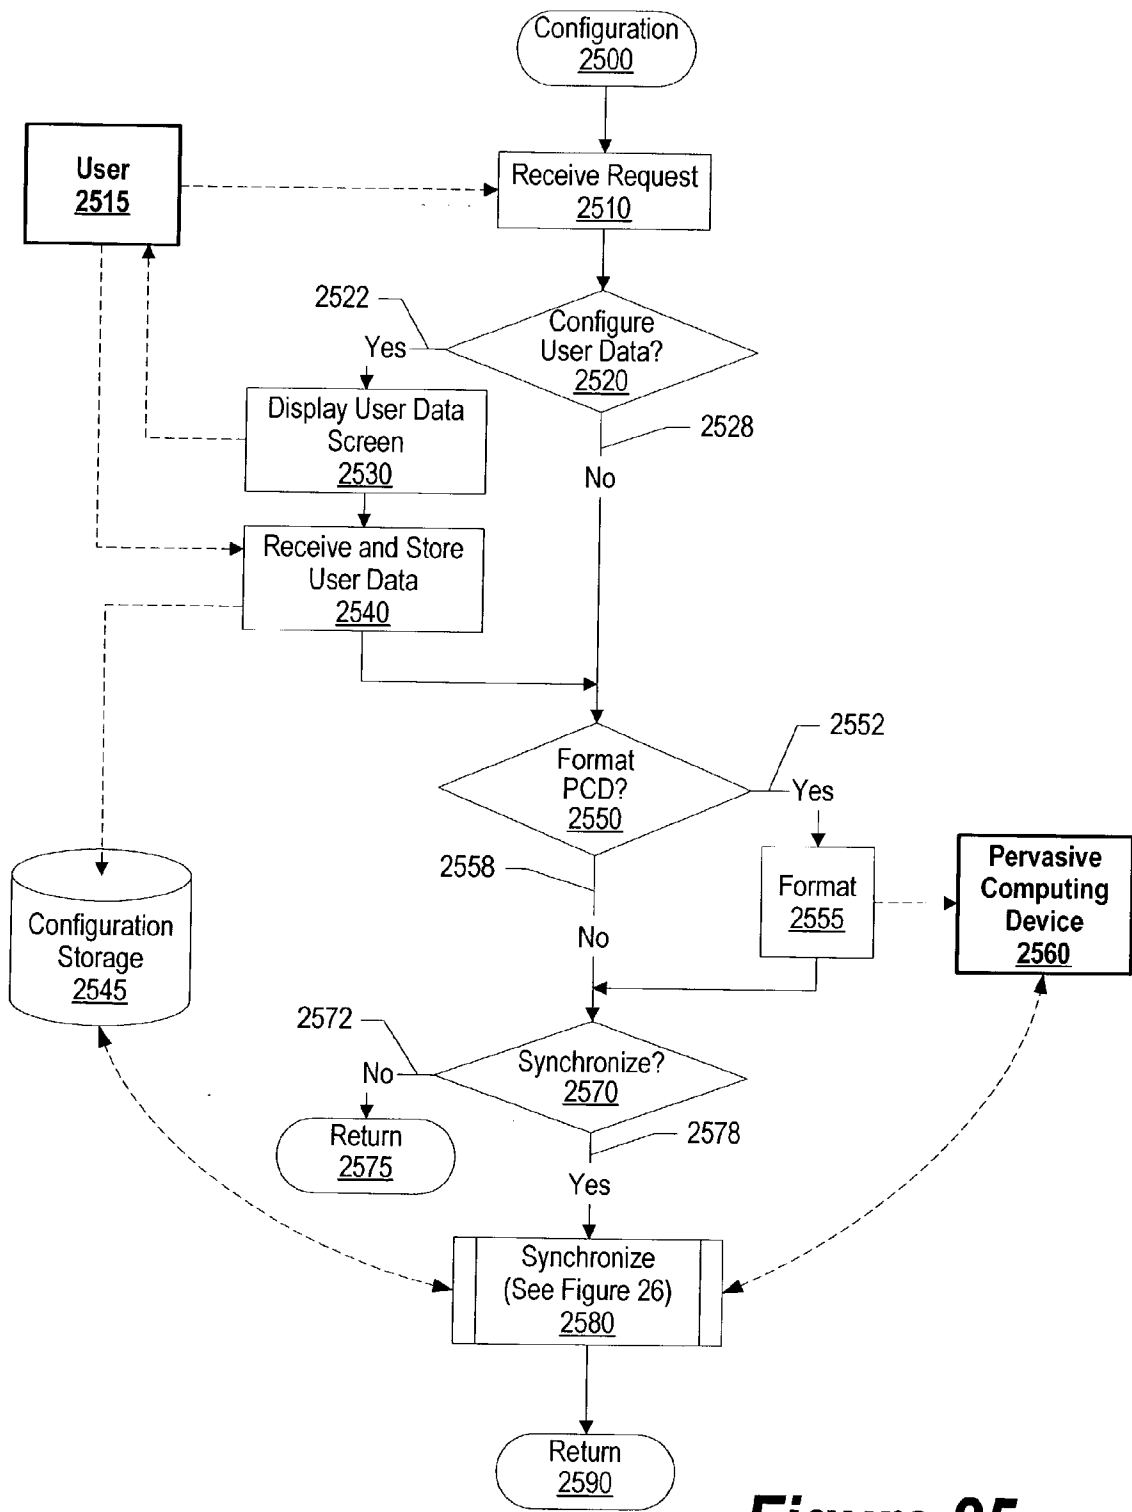 Configuration
2500
User
2515
Receive Request
2510
2522
Configure
User Data?
2520
Yes
Display User Data
Screen
2530
2528
No
Receive and Store
User Data
2540
2552
Format
PCD?
2550
Yes
2558
Format
2555
Pervasive
Computing
Device
2560
Configuration
Storage
2545
No
2572
Synchronize?
2570
No
Return
2575
2578
Yes
Synchronize
(See Figure 26)
2580
Return
2590
Figure 25